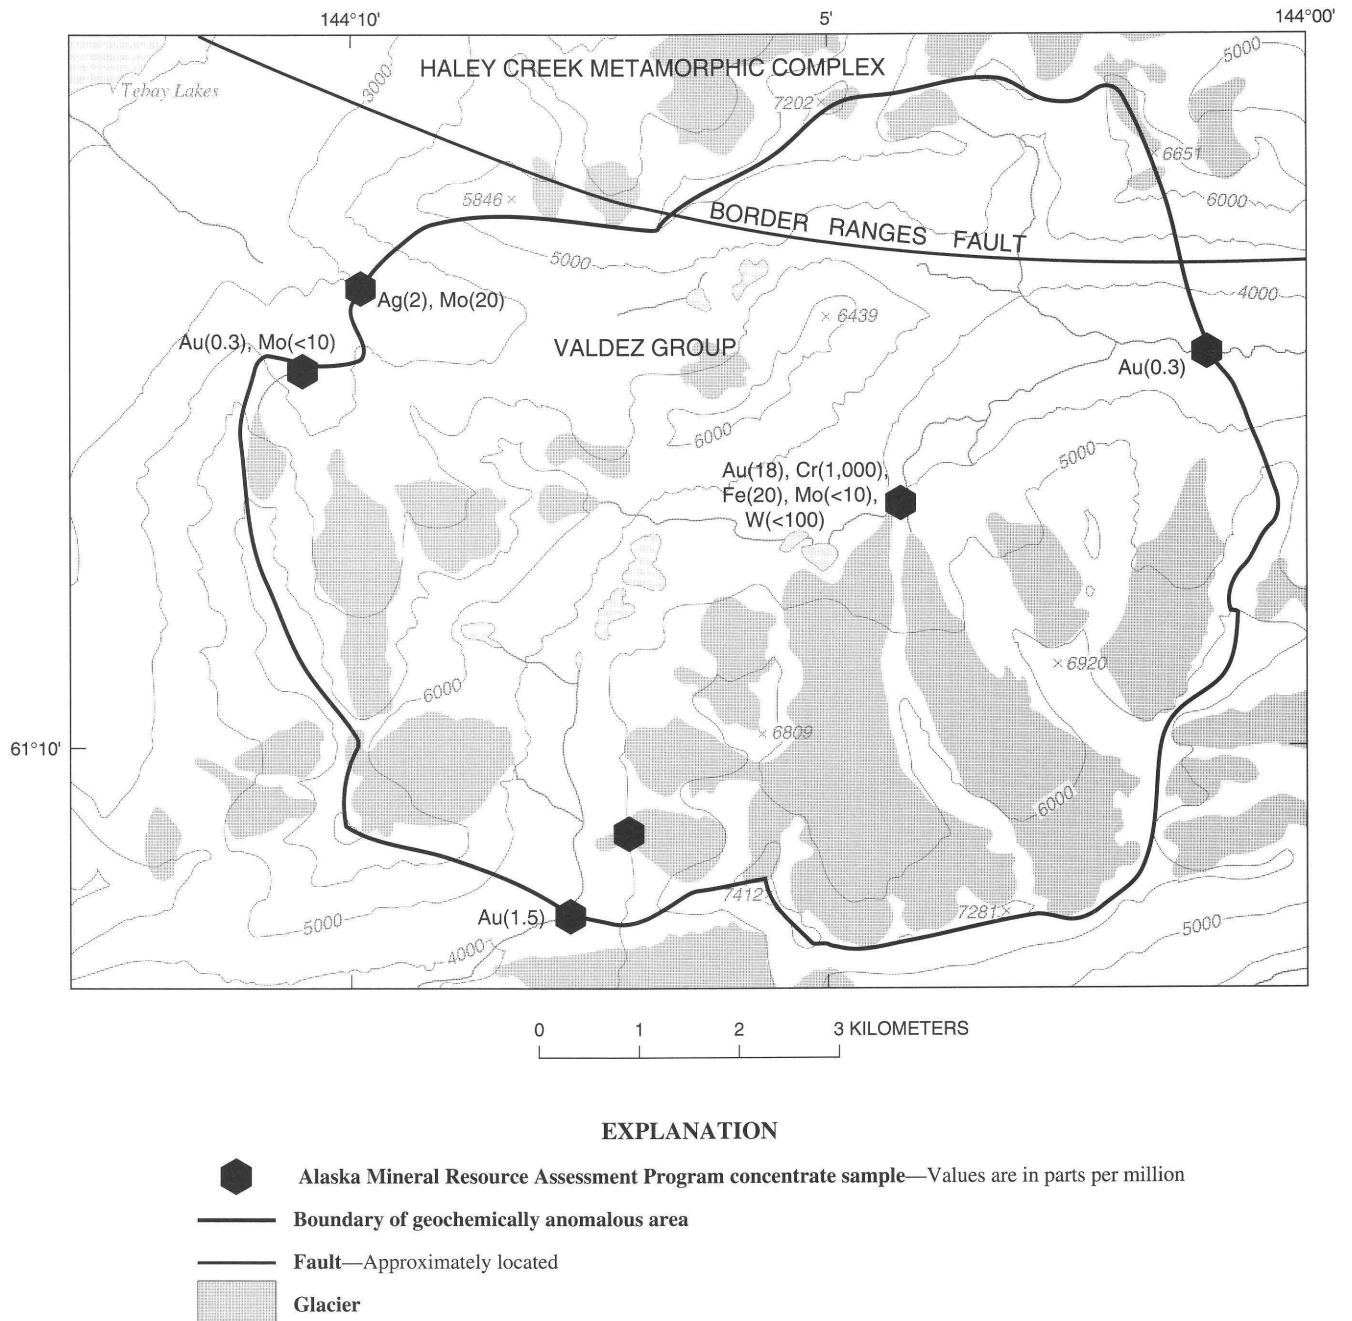 144°10' 5' 144°00'
HALEY CREEK METAMORPHIC COMPLEX
5000
3000
Tebay Lakes
7202
6651
5846
6000
BORDER RANGES FAULT
5000
4000
Ag(2), Mo(20)
6439
Au(0.3), Mo(<10)
VALDEZ GROUP
Au(0.3)
6000
5000
Au(18), Cr(1,000),
Fe(20), Mo(<10),
W(<100)
6920
6000
6809
61°10'
6000
7412
7281
Au(1.5)
5000
5000
4000
0 1 2 3 KILOMETERS
EXPLANATION
Alaska Mineral Resource Assessment Program concentrate sample—Values are in parts per million
Boundary of geochemically anomalous area
Fault—Approximately located
Glacier